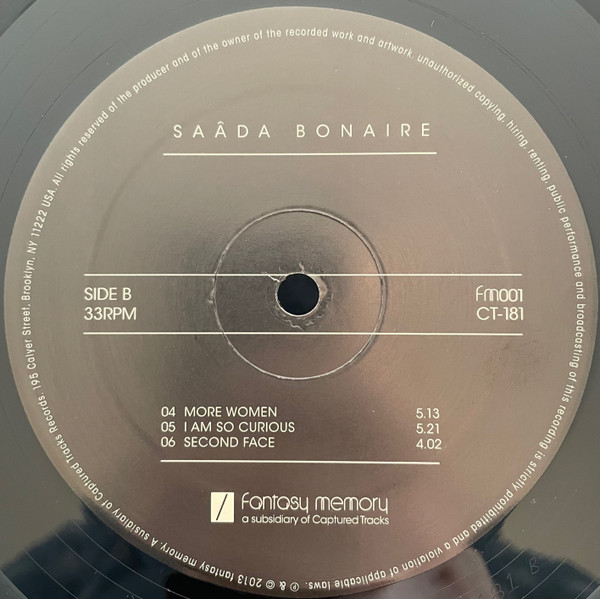 SAÂDA BONAIRE
SIDE B
33RPM
fm001
CT-181
04 MORE WOMEN 5.13
05 I AM SO CURIOUS 5.21
06 SECOND FACE 4.02
fantasy memory
a subsidiary of Captured Tracks
℗ & © 2013 fantasy memory. A susidiary of Captured Tracks Records. 195 Calyer Street. Brooklyn, NY 11222 USA. All rights reserved of the producer and of the owner of the recorded work and artwork. unauthorized copying, hiring, renting, public performance and broadcasting of this recording is strictly prohibited and a violation of applicable laws.